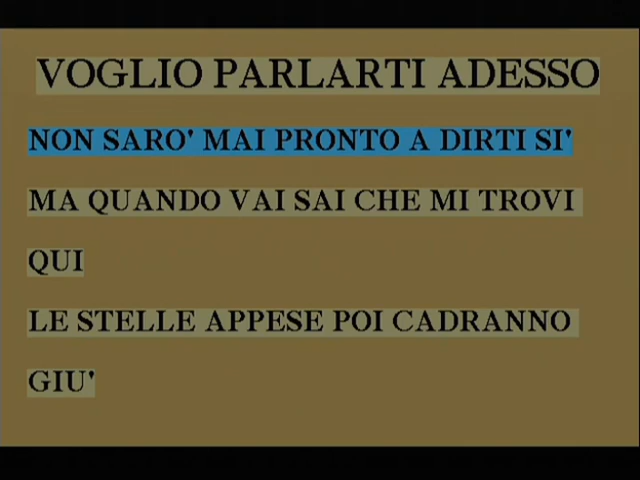 VOGLIO PARLARTI ADESSO
NON SARO' MAI PRONTO A DIRTI SI'
MA QUANDO VAI SAI CHE MI TROVI
QUI
LE STELLE APPESE POI CADRANNO
GIU'